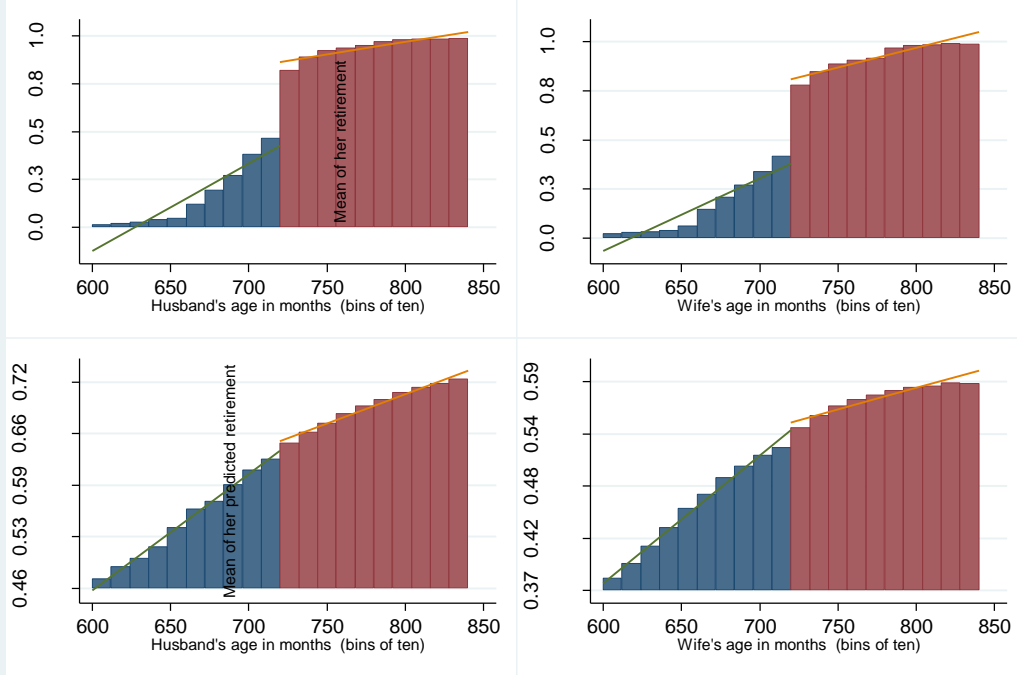 1.0
0.8
0.5
0.3
0.0
Mean of her retirement
600 650 700 750 800 850
Husband's age in months (bins of ten)
1.0
0.8
0.5
0.3
0.0
600 650 700 750 800 850
Wife's age in months (bins of ten)
0.72
0.66
0.59
0.53
0.46
Mean of her predicted retirement
600 650 700 750 800 850
Husband's age in months (bins of ten)
0.59
0.54
0.48
0.42
0.37
600 650 700 750 800 850
Wife's age in months (bins of ten)